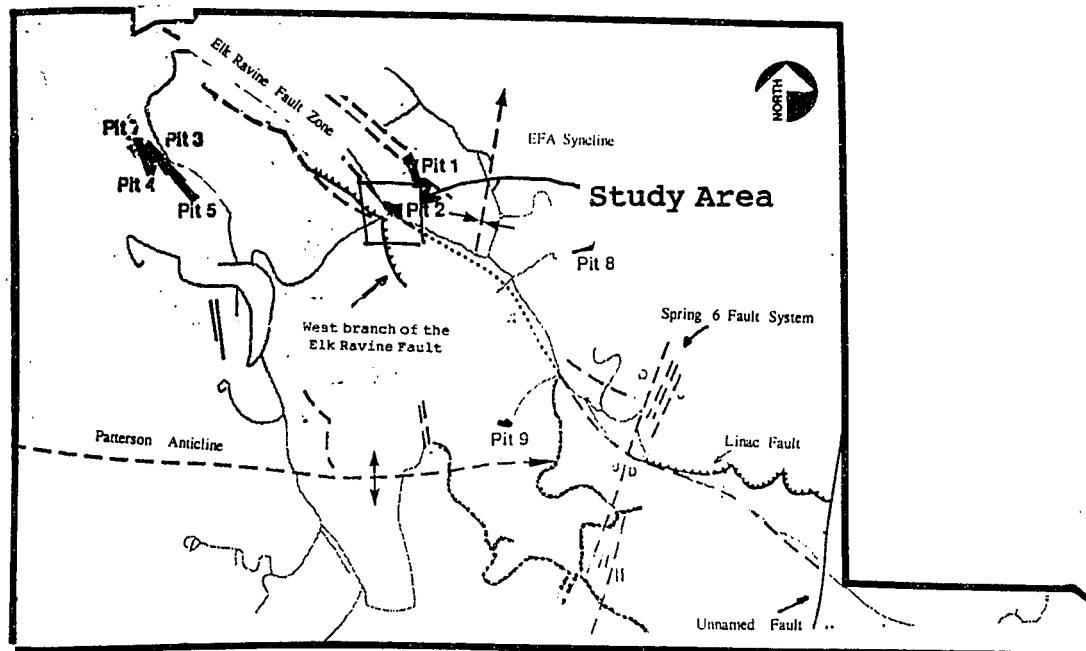 Elk Ravine Fault Zone
NORTH
EFA Syncline
Pit 3
Pit 4
Pit 5
Pit 1
Pit 2
Study Area
Pit 8
West branch of the
Elk Ravine Fault
Spring 6 Fault System
Patterson Anticline
Pit 9
Linac Fault
D
U D
Unnamed Fault